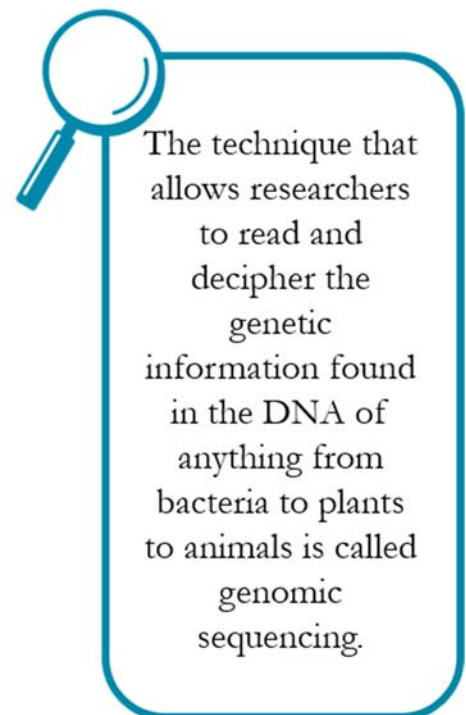 The technique that
allows researchers
to read and
decipher the
genetic
information found
in the DNA of
anything from
bacteria to plants
to animals is called
genomic
sequencing.